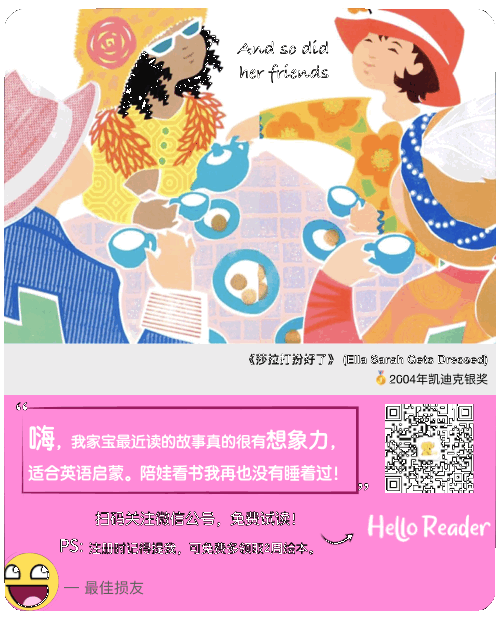 And so did
her friends
《莎拉打扮好了》 (Ella Sarah Gets Dressed)
2004年凯迪克银奖
“嗨，我家宝最近读的故事真的很有想象力，
适合英语启蒙。陪娃看书我再也没有睡着过！”
扫码关注微信公号，免费试读！
Hello Reader
PS:
— 最佳损友